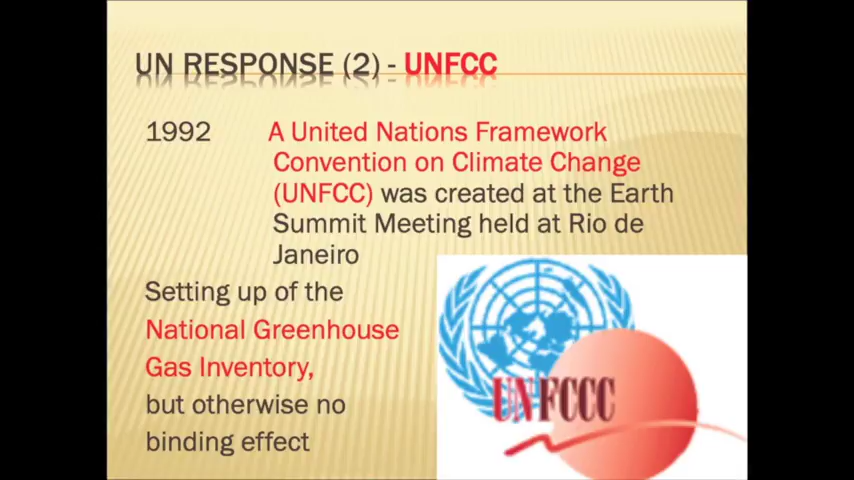 UN RESPONSE (2) - UNFCC
1992 A United Nations Framework
Convention on Climate Change
(UNFCC) was created at the Earth
Summit Meeting held at Rio de
Janeiro
Setting up of the
National Greenhouse
Gas Inventory,
but otherwise no
binding effect
UNFCCC